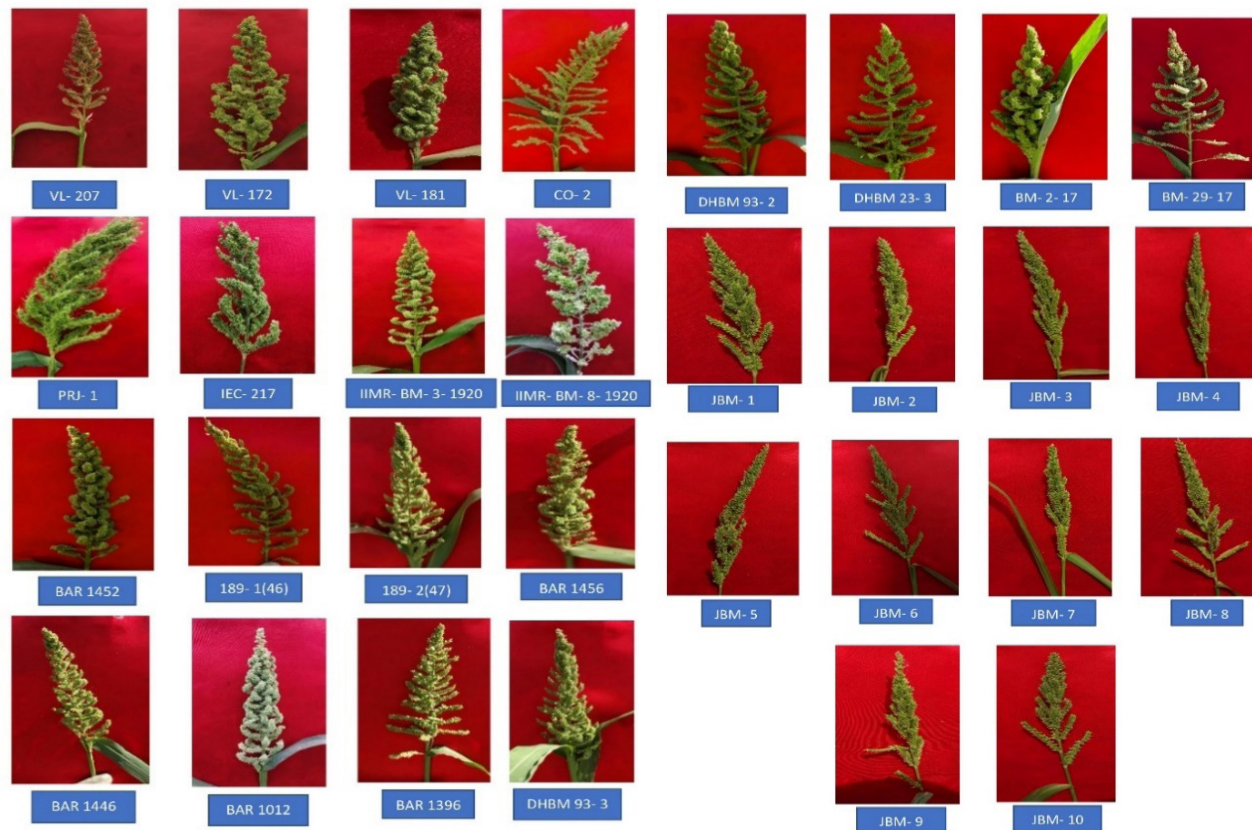 VL- 207
VL- 172
VL- 181
CO- 2
DHBM 93- 2
DHBM 23- 3
BM- 2- 17
BM- 29- 17
PRJ- 1
IEC- 217
IIMR- BM- 3- 1920
IIMR- BM- 8- 1920
JBM- 1
JBM- 2
JBM- 3
JBM- 4
BAR 1452
189- 1(46)
189- 2(47)
BAR 1456
JBM- 5
JBM- 6
JBM- 7
JBM- 8
BAR 1446
BAR 1012
BAR 1396
DHBM 93- 3
JBM- 9
JBM- 10